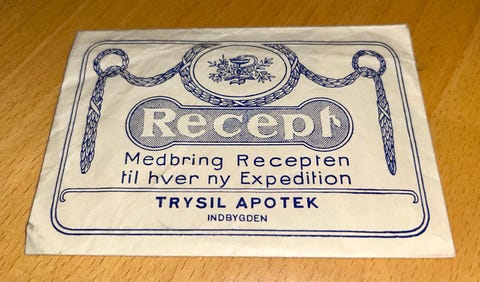 Recept
Medbring Recepten
til hver ny Expedition
TRYSIL APOTEK
INDBYGDEN